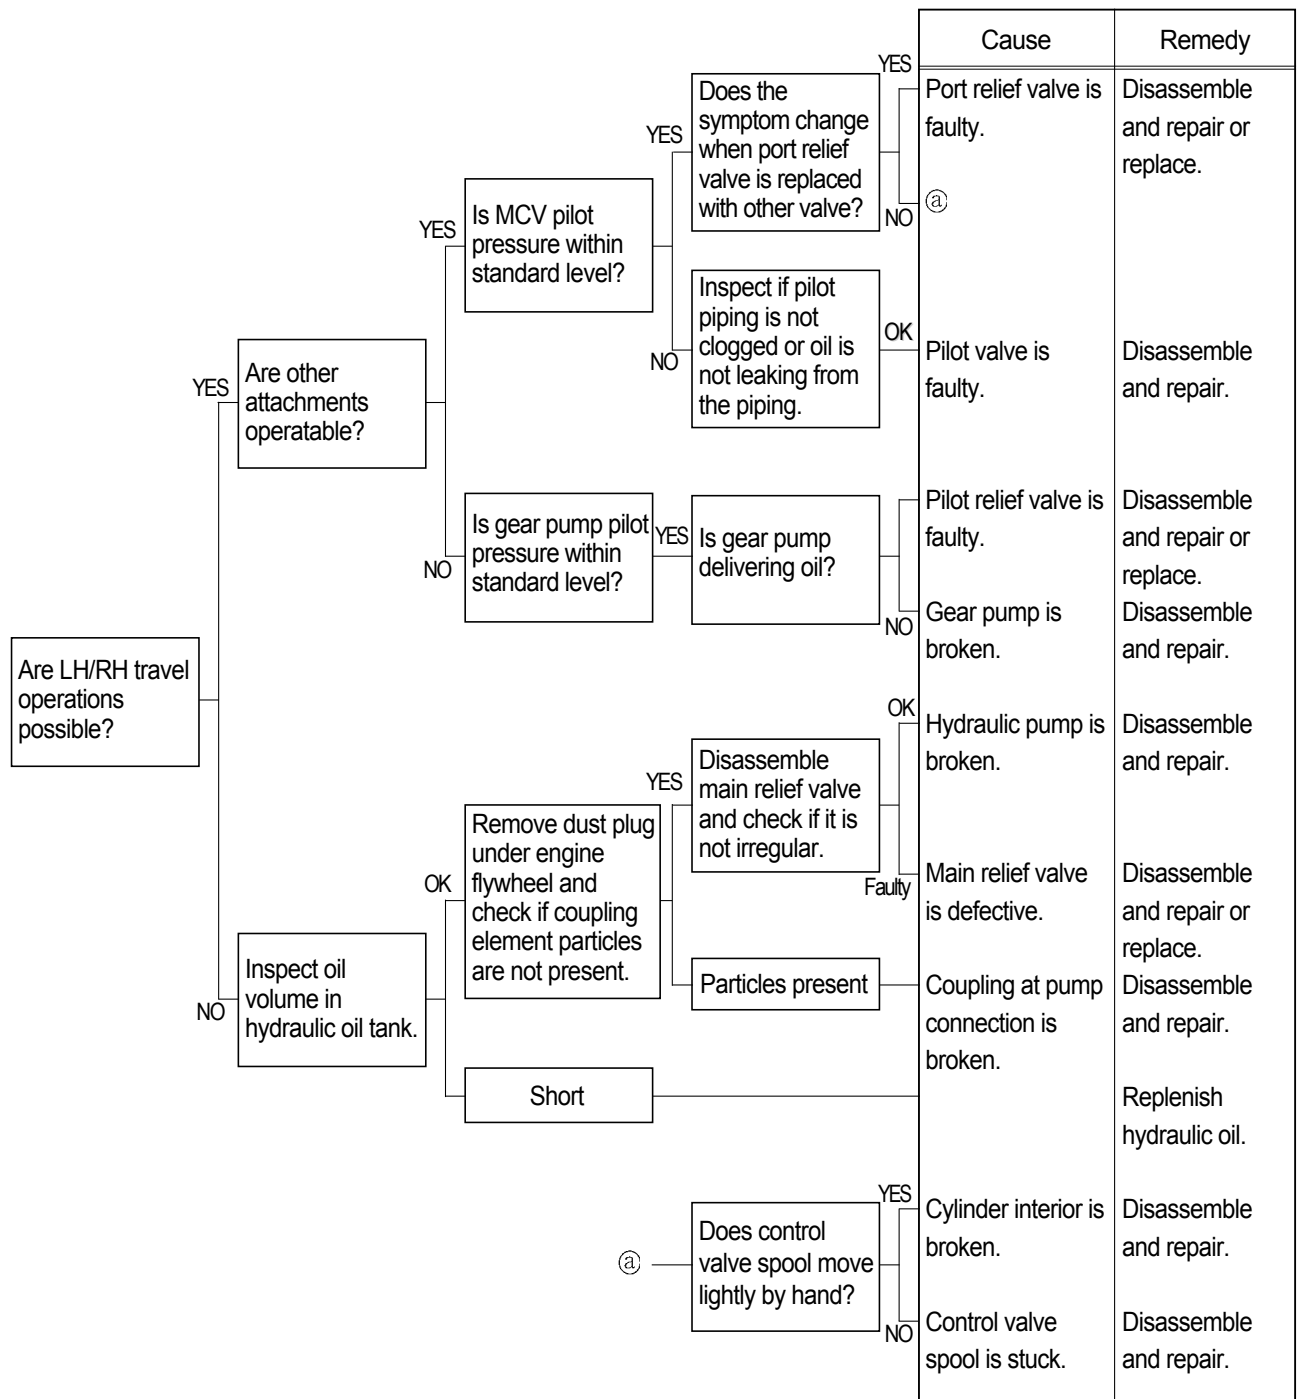 Cause
Remedy
YES
Does the
symptom change
when port relief
valve is replaced
with other valve?
Port relief valve is
faulty.
Disassemble
and repair or
replace.
YES
NO
ⓐ
YES
Is MCV pilot
pressure within
standard level?
NO
Inspect if pilot
piping is not
clogged or oil is
not leaking from
the piping.
OK
Pilot valve is
faulty.
Disassemble
and repair.
YES
Are other
attachments
operatable?
NO
Is gear pump pilot
pressure within
standard level?
YES
Is gear pump
delivering oil?
Pilot relief valve is
faulty.
Disassemble
and repair or
replace.
NO
Gear pump is
broken.
Disassemble
and repair.
Are LH/RH travel
operations
possible?
OK
Hydraulic pump is
broken.
Disassemble
and repair.
YES
Disassemble
main relief valve
and check if it is
not irregular.
Faulty
Main relief valve
is defective.
Disassemble
and repair or
replace.
OK
Remove dust plug
under engine
flywheel and
check if coupling
element particles
are not present.
NO
Inspect oil
volume in
hydraulic oil tank.
Particles present
Coupling at pump
connection is
broken.
Disassemble
and repair.
Short
Replenish
hydraulic oil.
ⓐ
Does control
valve spool move
lightly by hand?
YES
Cylinder interior is
broken.
Disassemble
and repair.
NO
Control valve
spool is stuck.
Disassemble
and repair.